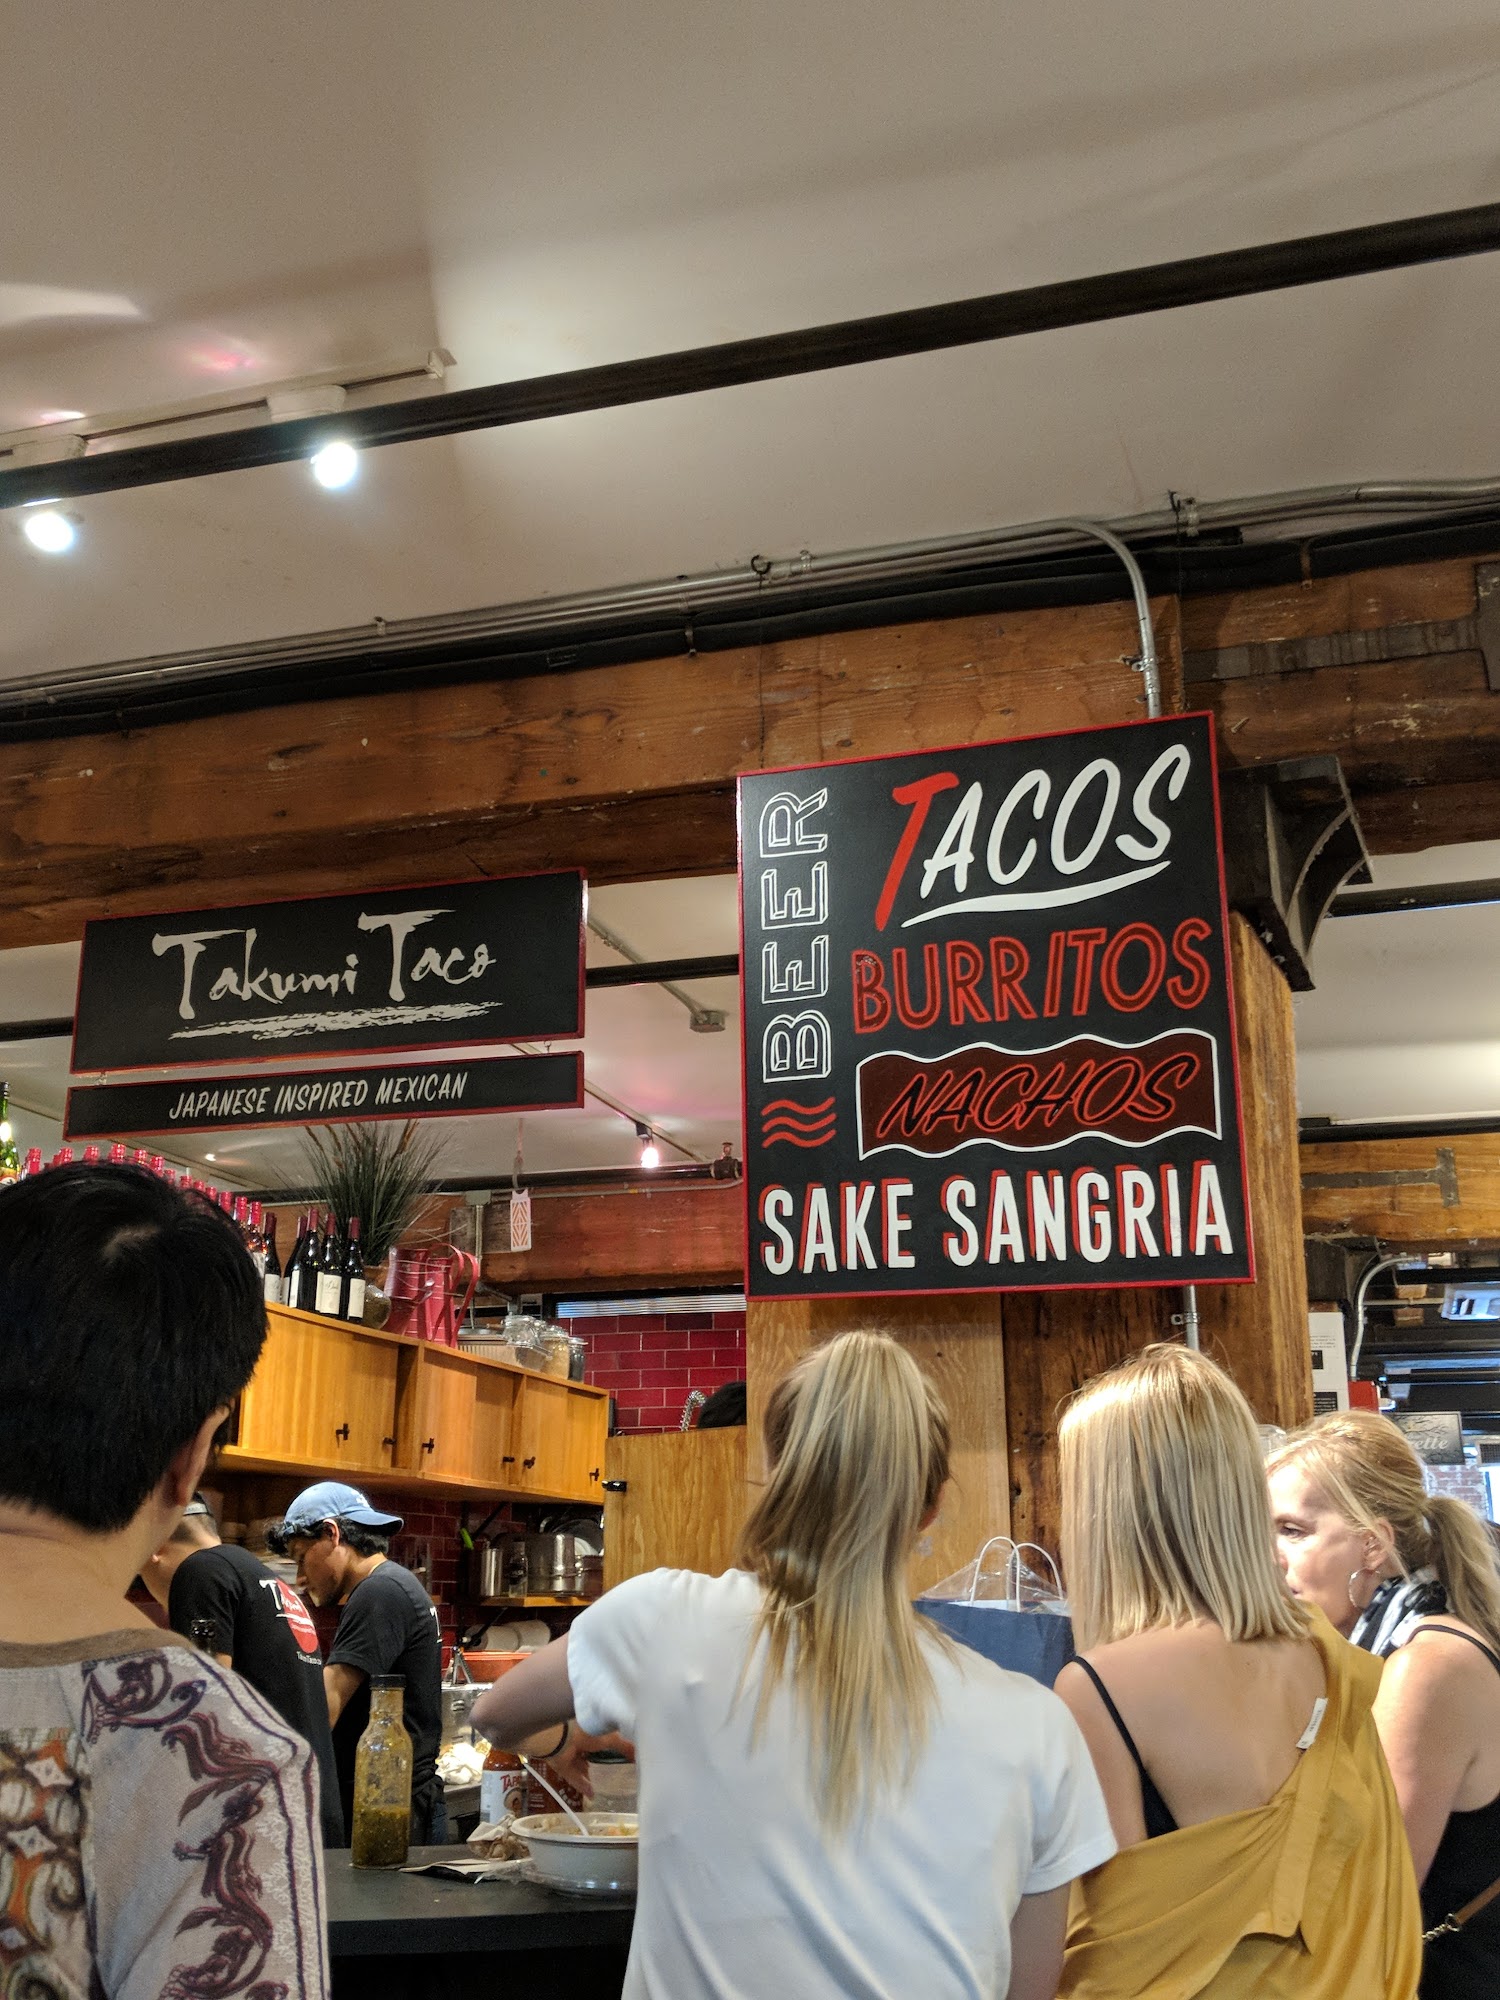 Takumi Taco
JAPANESE INSPIRED MEXICAN
BEER
TACOS
BURRITOS
NACHOS
SAKE SANGRIA